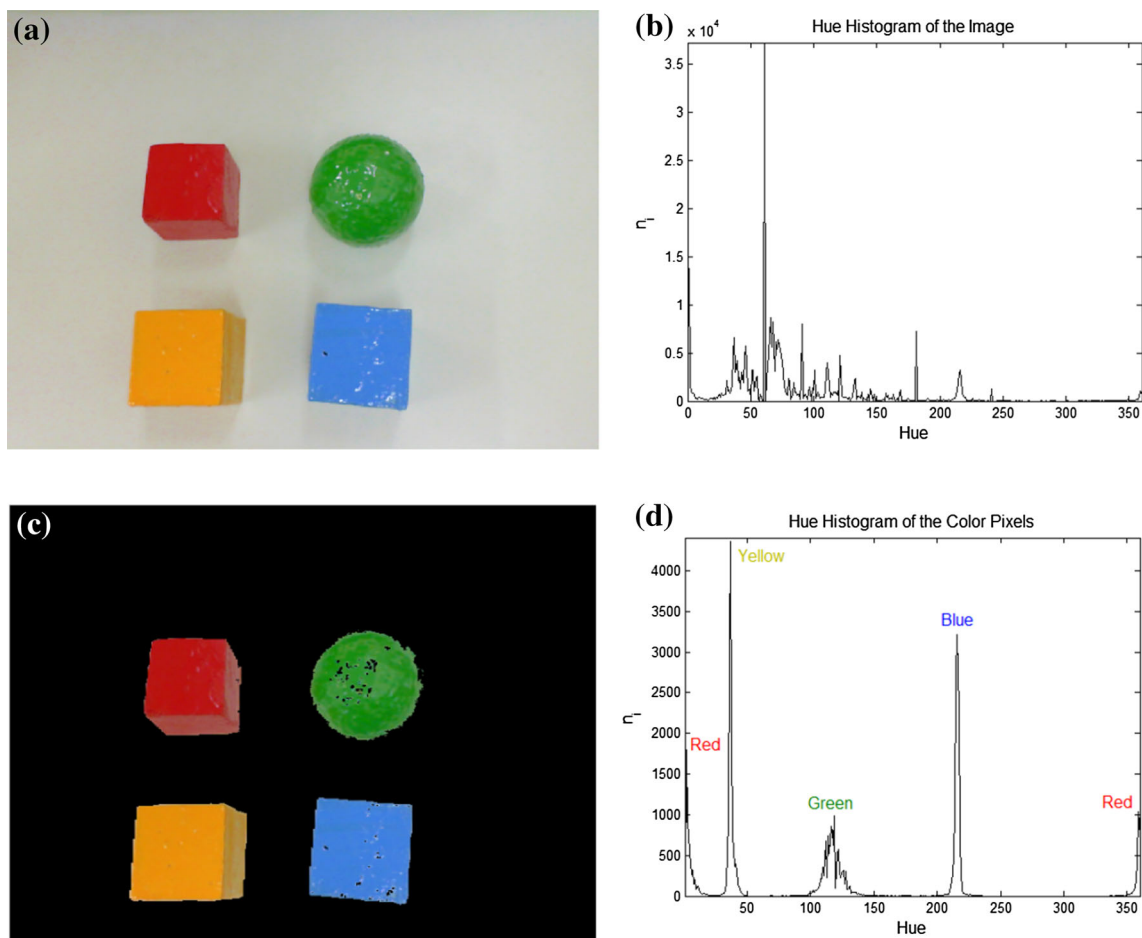 (a)
(b)
Hue Histogram of the Image
× 10⁴
3.5
3
2.5
2
1.5
1
0.5
0
n_i
0 50 100 150 200 250 300 350
Hue
(c)
(d)
Hue Histogram of the Color Pixels
4000
3500
3000
2500
2000
1500
1000
500
0
n_i
Yellow
Blue
Red
Green
Red
50 100 150 200 250 300 350
Hue